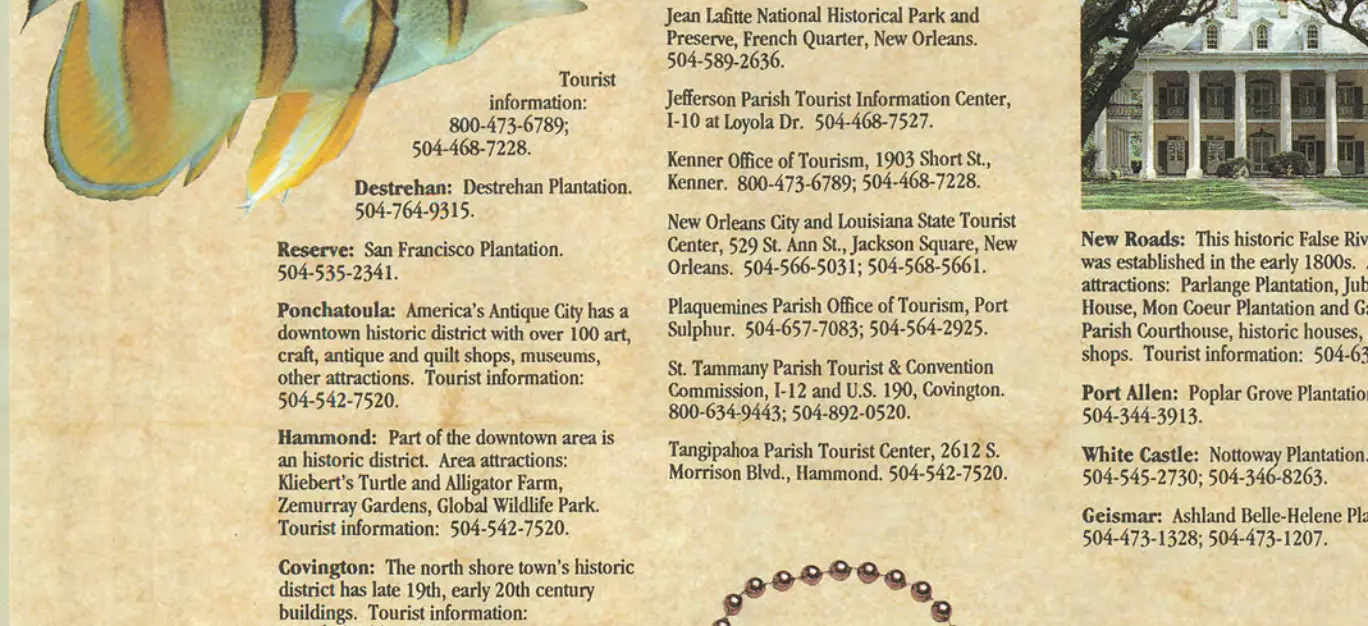 Tourist
information:
800-473-6789;
504-468-7228.
Destrehan: Destrehan Plantation.
504-764-9315.
Reserve: San Francisco Plantation.
504-535-2341.
Ponchatoula: America's Antique City has a
downtown historic district with over 100 art,
craft, antique and quilt shops, museums,
other attractions. Tourist information:
504-542-7520.
Hammond: Part of the downtown area is
an historic district. Area attractions:
Kliebert's Turtle and Alligator Farm,
Zemurray Gardens, Global Wildlife Park.
Tourist information: 504-542-7520.
Covington: The north shore town's historic
district has late 19th, early 20th century
buildings. Tourist information:
Jean Lafitte National Historical Park and
Preserve, French Quarter, New Orleans.
504-589-2636.
Jefferson Parish Tourist Information Center,
I-10 at Loyola Dr. 504-468-7527.
Kenner Office of Tourism, 1903 Short St.,
Kenner. 800-473-6789; 504-468-7228.
New Orleans City and Louisiana State Tourist
Center, 529 St. Ann St., Jackson Square, New
Orleans. 504-566-5031; 504-568-5661.
Plaquemines Parish Office of Tourism, Port
Sulphur. 504-657-7083; 504-564-2925.
St. Tammany Parish Tourist & Convention
Commission, I-12 and U.S. 190, Covington.
800-634-9443; 504-892-0520.
Tangipahoa Parish Tourist Center, 2612 S.
Morrison Blvd., Hammond. 504-542-7520.
New Roads: This historic False Riv
was established in the early 1800s.
attractions: Parlange Plantation, Jub
House, Mon Coeur Plantation and Ga
Parish Courthouse, historic houses,
shops. Tourist information: 504-63
Port Allen: Poplar Grove Plantation
504-344-3913.
White Castle: Nottoway Plantation.
504-545-2730; 504-346-8263.
Geismar: Ashland Belle-Helene Pla
504-473-1328; 504-473-1207.